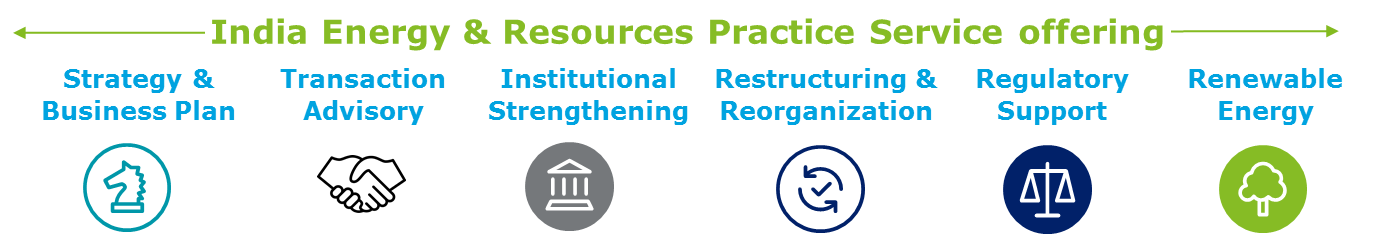 India Energy & Resources Practice Service offering
Strategy &
Business Plan
Transaction
Advisory
Institutional
Strengthening
Restructuring &
Reorganization
Regulatory
Support
Renewable
Energy